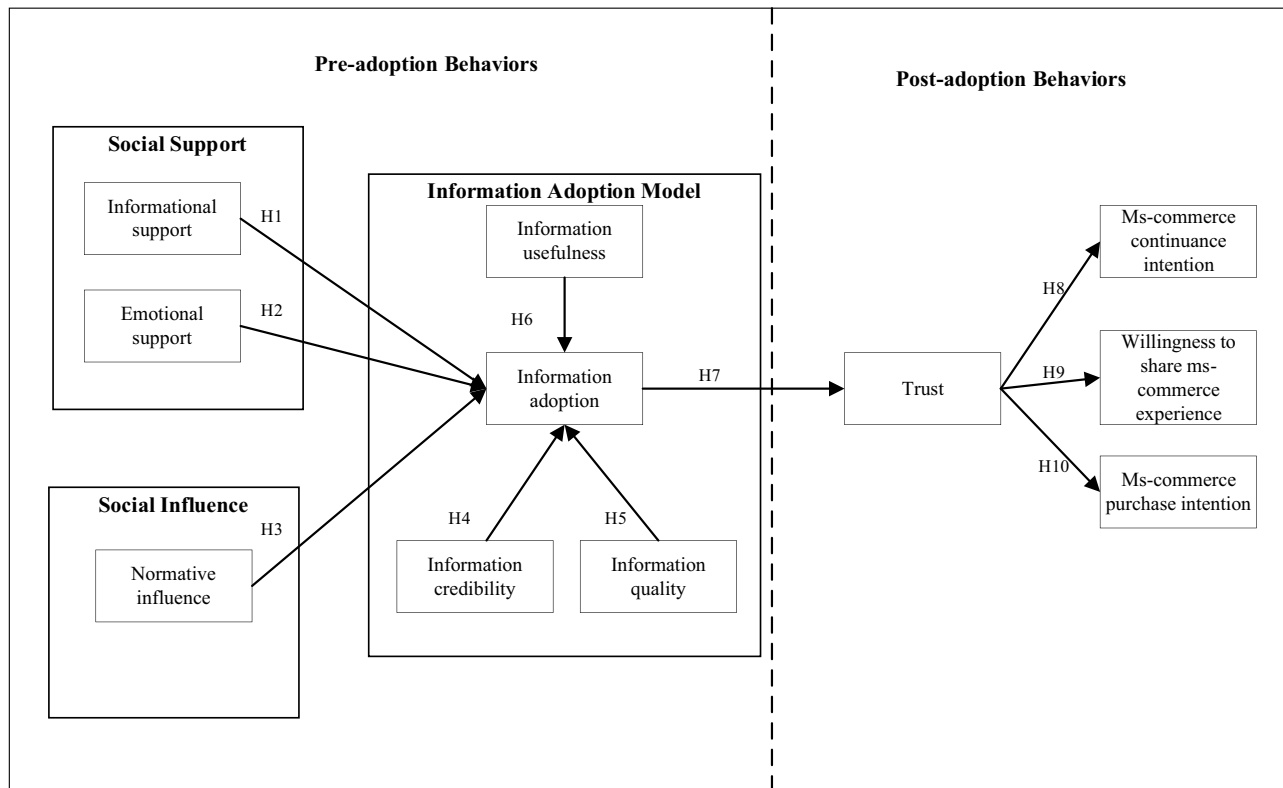 Pre-adoption Behaviors
Post-adoption Behaviors
Social Support
Informational
support
H1
Emotional
support
H2
Social Influence
Normative
influence
H3
Information Adoption Model
Information
usefulness
H6
Information
adoption
H4
H5
Information
credibility
Information
quality
H7
Trust
H8
H9
H10
Ms-commerce
continuance
intention
Willingness to
share ms-
commerce
experience
Ms-commerce
purchase intention